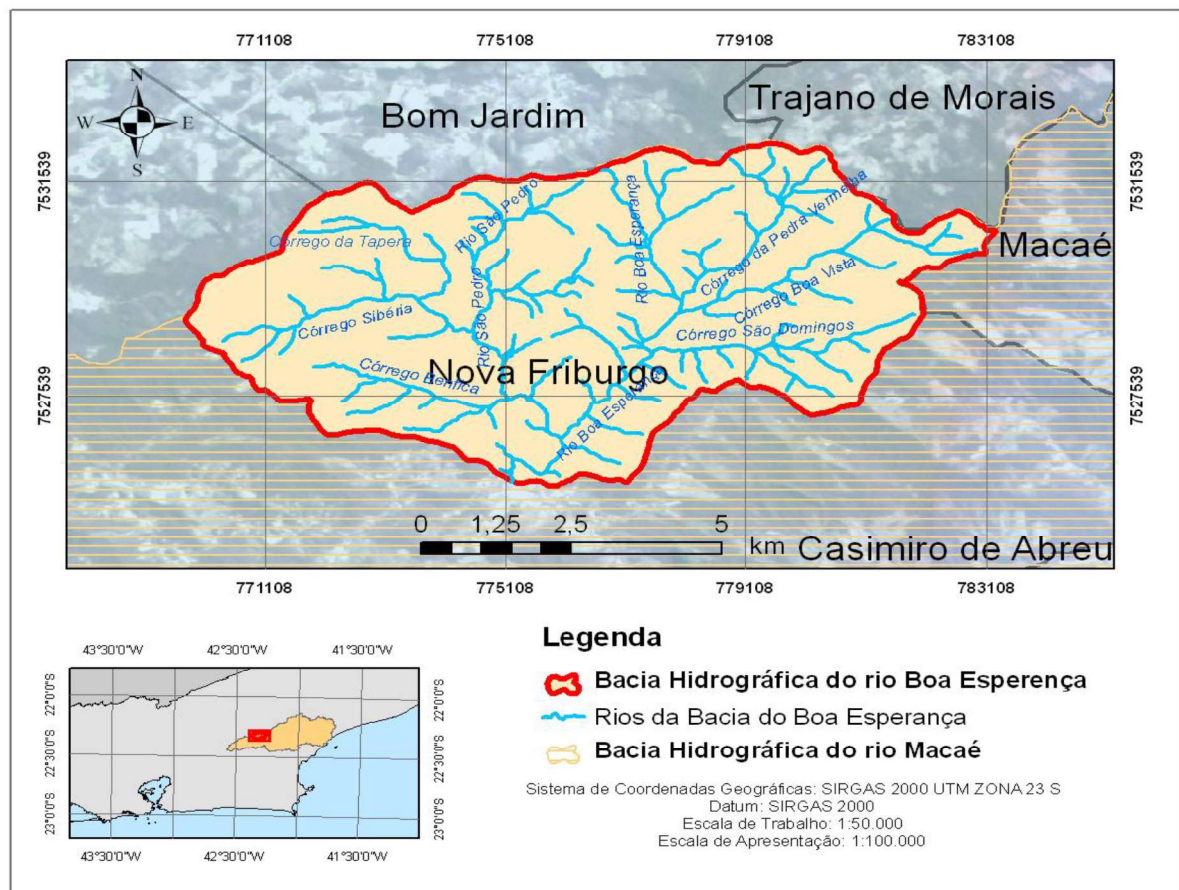 771108 775108 779108 783108
Trajano de Morais
Bom Jardim
N
W E
S
7531539 7531539
Rio São Pedro
Rio Boa Esperança
Córrego da Pedra Vermelha
Córrego da Tapera
Macaé
Rio São Pedro
Córrego Boa Vista
Córrego Sibéria
Córrego São Domingos
Nova Friburgo
Córrego Benfica
7527539 7527539
Rio Boa Esperança
0 1,25 2,5 5
km
Casimiro de Abreu
771108 775108 779108 783108
Legenda
Bacia Hidrográfica do rio Boa Esperença
Rios da Bacia do Boa Esperança
Bacia Hidrográfica do rio Macaé
Sistema de Coordenadas Geográficas: SIRGAS 2000 UTM ZONA 23 S
Datum: SIRGAS 2000
Escala de Trabalho: 1:50.000
Escala de Apresentação: 1:100.000
43°30'0"W 42°30'0"W 41°30'0"W
22°0'0"S 22°0'0"S
22°30'0"S 22°30'0"S
23°0'0"S 23°0'0"S
43°30'0"W 42°30'0"W 41°30'0"W